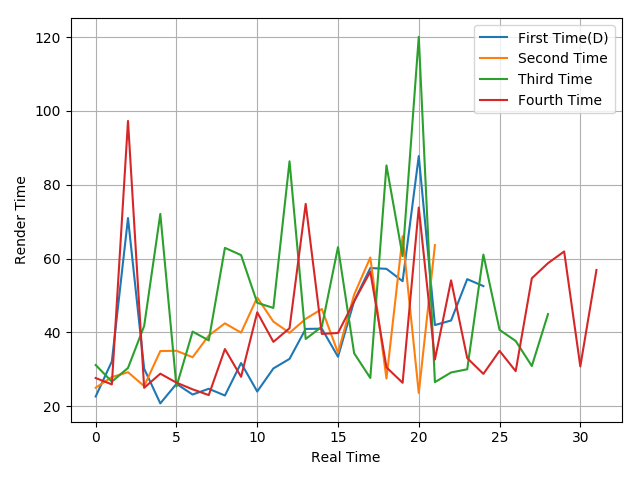 First Time(D)
Second Time
Third Time
Fourth Time
Render Time
120
100
80
60
40
20
0 5 10 15 20 25 30
Real Time